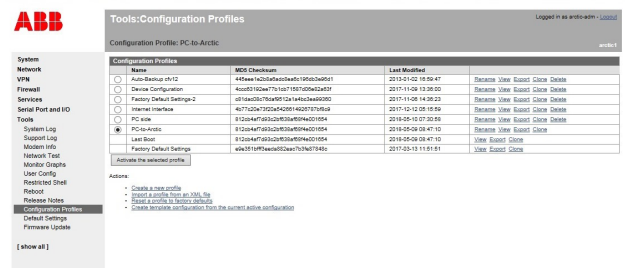 ABB
Tools:Configuration Profiles
Logged in as arctic-adm - Logout
Configuration Profile: PC-to-Arctic
arctic1
System
Network
VPN
Firewall
Services
Serial Port and I/O
Tools
System Log
Support Log
Modem Info
Network Test
Monitor Graphs
User Config
Restricted Shell
Reboot
Release Notes
Configuration Profiles
Default Settings
Firmware Update
[ show all ]
Configuration Profiles
Name MD5 Checksum Last Modified
Auto-Backup cfv12 2013-01-02 16:59:47 Rename View Export Clone Delete
Device Configuration 2017-11-09 13:36:00 Rename View Export Clone Delete
Factory Default Settings-2 2017-11-06 14:36:23 Rename View Export Clone Delete
Internet Interface 2017-12-12 05:15:59 Rename View Export Clone Delete
PC side 812cb4af7d93c2bf638af68f4e001654 2018-05-10 07:30:58 Rename View Export Clone Delete
PC-to-Arctic 812cb4af7d93c2bf638af68f4e001654 2018-05-09 08:47:10 Rename View Export Clone
Last Boot 812cb4af7d93c2bf638af68f4e001654 2018-05-09 08:47:10 View Export Clone
Factory Default Settings 2017-03-13 11:51:51 View Export Clone
Activate the selected profile
Actions:
Create a new profile
Import a profile from an XML file
Reset a profile to factory defaults
Create template configuration from the current active configuration